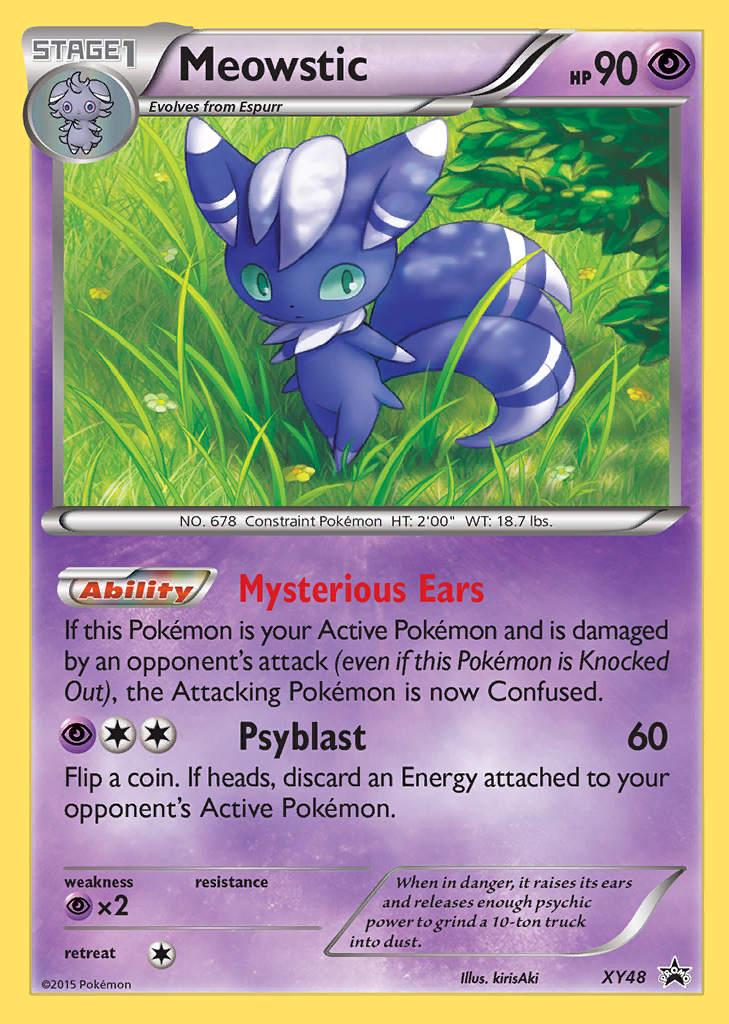 STAGE1
Meowstic
HP 90
Evolves from Espurr
NO. 678 Constraint Pokémon HT: 2'00" WT: 18.7 lbs.
Ability Mysterious Ears
If this Pokémon is your Active Pokémon and is damaged
by an opponent's attack (even if this Pokémon is Knocked
Out), the Attacking Pokémon is now Confused.
Psyblast 60
Flip a coin. If heads, discard an Energy attached to your
opponent's Active Pokémon.
weakness resistance
×2
retreat
When in danger, it raises its ears
and releases enough psychic
power to grind a 10-ton truck
into dust.
©2015 Pokémon
Illus. kirisAki
XY48
PROMO